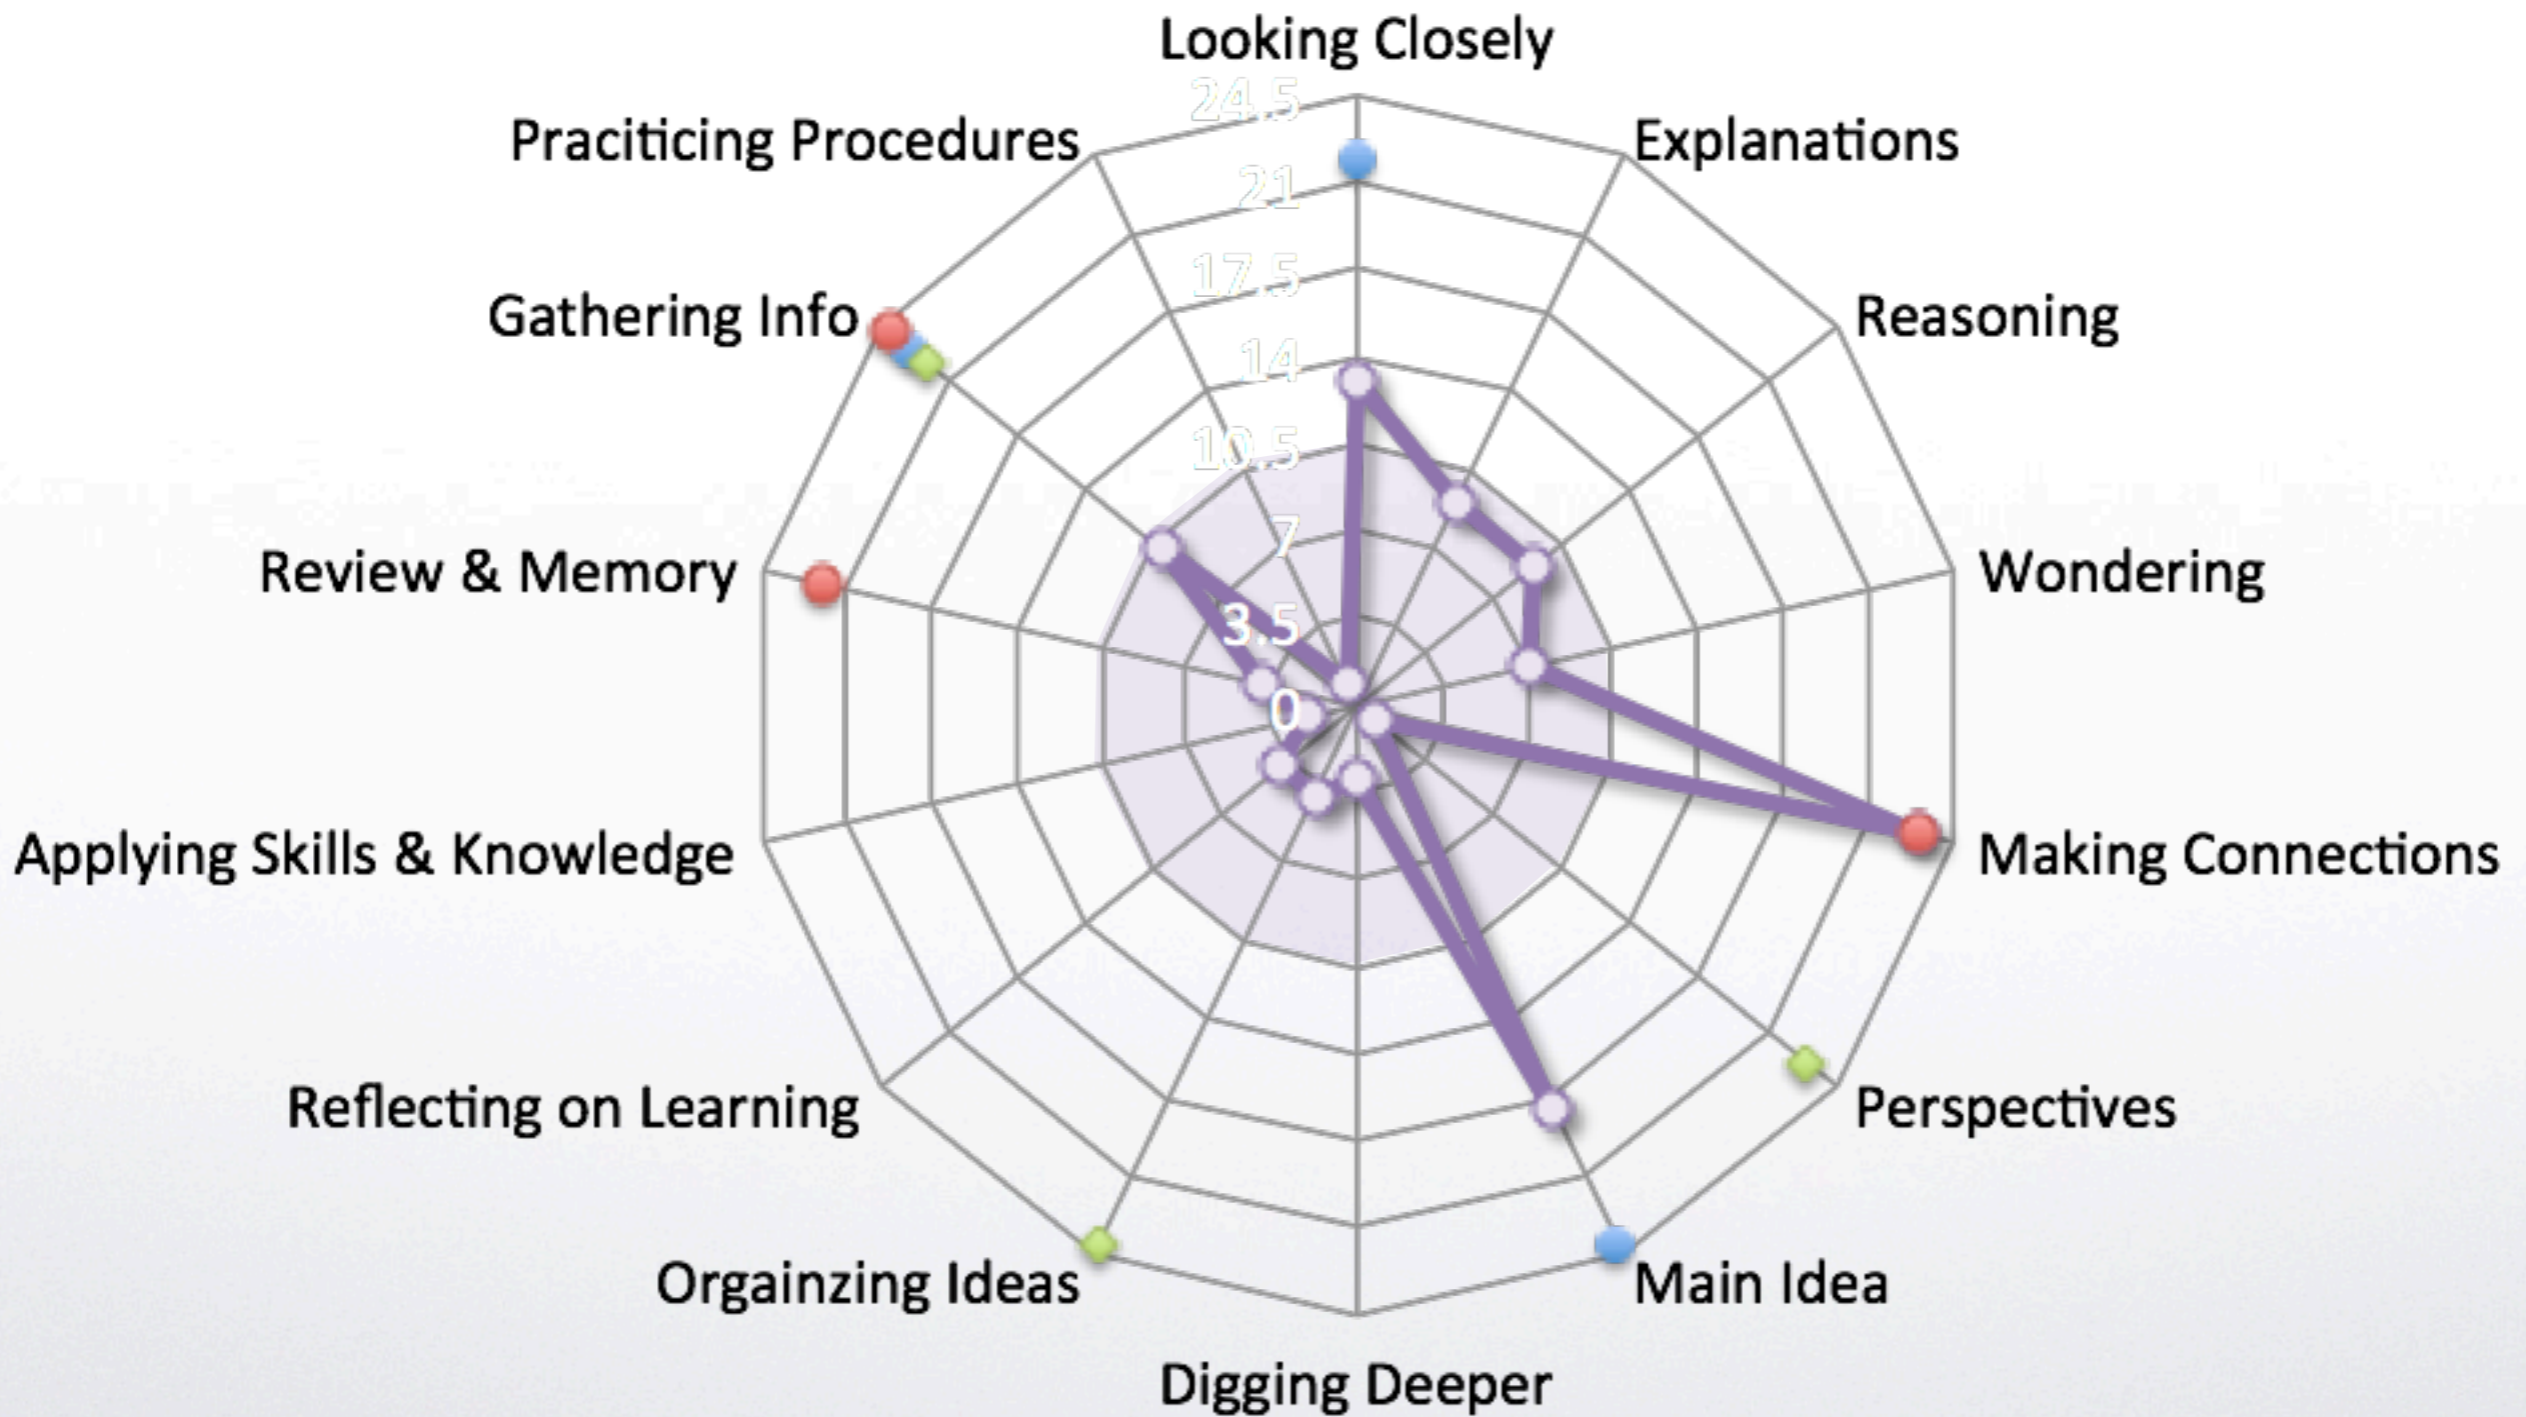 Looking Closely
24.5
Praciticing Procedures
Explanations
21
17.5
Gathering Info
Reasoning
14
10.5
7
Review & Memory
Wondering
3.5
0
Applying Skills & Knowledge
Making Connections
Reflecting on Learning
Perspectives
Orgainzing Ideas
Main Idea
Digging Deeper